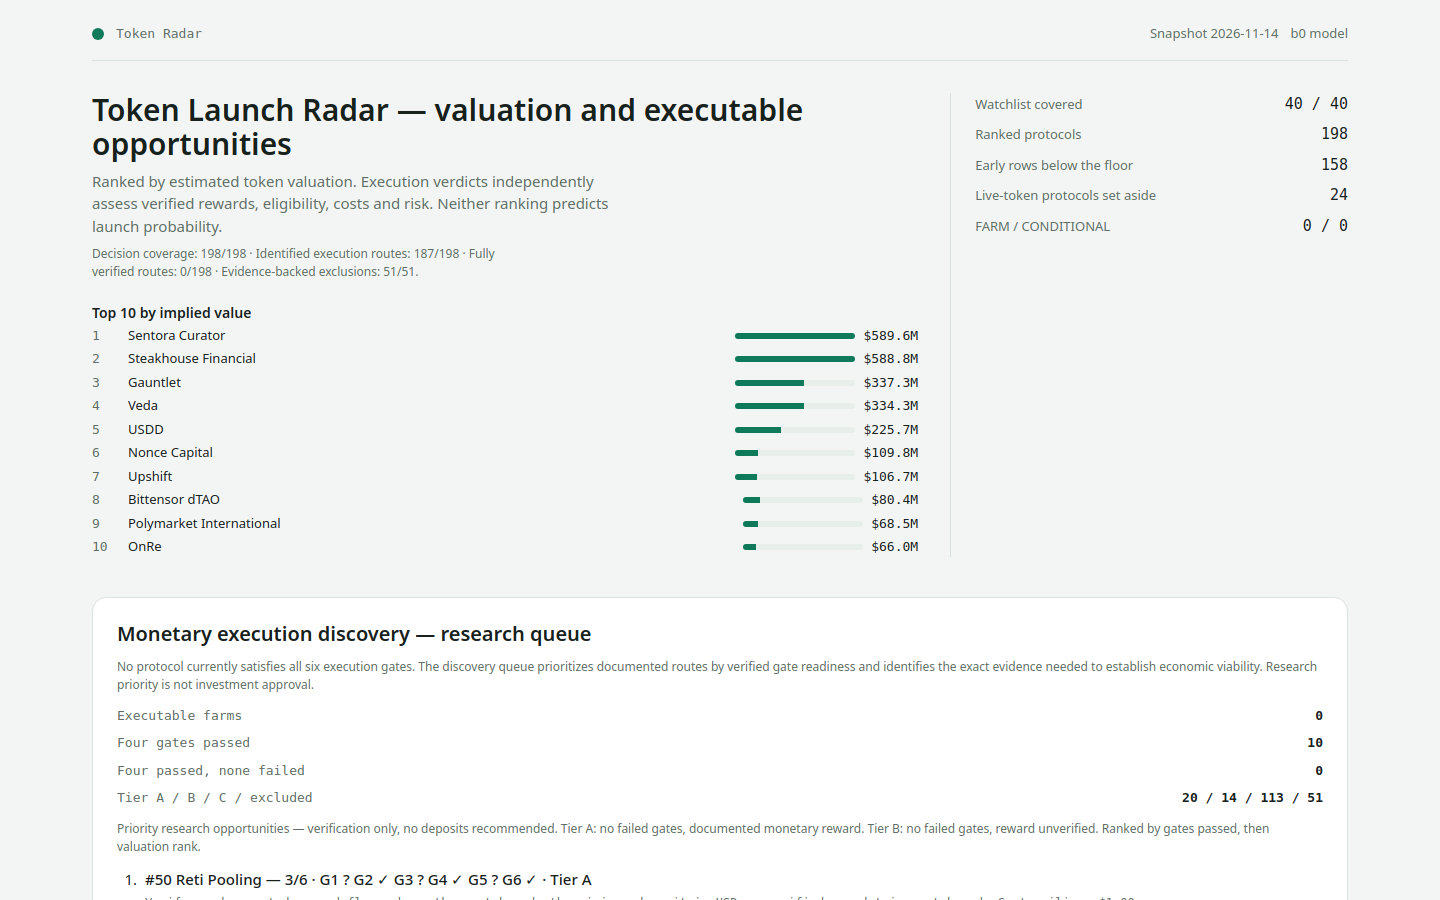 Token Radar
Snapshot 2026-11-14 b0 model
Token Launch Radar — valuation and executable
opportunities
Ranked by estimated token valuation. Execution verdicts independently
assess verified rewards, eligibility, costs and risk. Neither ranking predicts
launch probability.
Decision coverage: 198/198 · Identified execution routes: 187/198 · Fully
verified routes: 0/198 · Evidence-backed exclusions: 51/51.
Watchlist covered 40 / 40
Ranked protocols 198
Early rows below the floor 158
Live-token protocols set aside 24
FARM / CONDITIONAL 0 / 0
Top 10 by implied value
1 Sentora Curator $589.6M
2 Steakhouse Financial $588.8M
3 Gauntlet $337.3M
4 Veda $334.3M
5 USDD $225.7M
6 Nonce Capital $109.8M
7 Upshift $106.7M
8 Bittensor dTAO $80.4M
9 Polymarket International $68.5M
10 OnRe $66.0M
Monetary execution discovery — research queue
No protocol currently satisfies all six execution gates. The discovery queue prioritizes documented routes by verified gate readiness and identifies the exact evidence needed to establish economic viability. Research
priority is not investment approval.
Executable farms 0
Four gates passed 10
Four passed, none failed 0
Tier A / B / C / excluded 20 / 14 / 113 / 51
Priority research opportunities — verification only, no deposits recommended. Tier A: no failed gates, documented monetary reward. Tier B: no failed gates, reward unverified. Ranked by gates passed, then
valuation rank.
1. #50 Reti Pooling — 3/6 · G1 ? G2 ✓ G3 ? G4 ✓ G5 ? G6 ✓ · Tier A